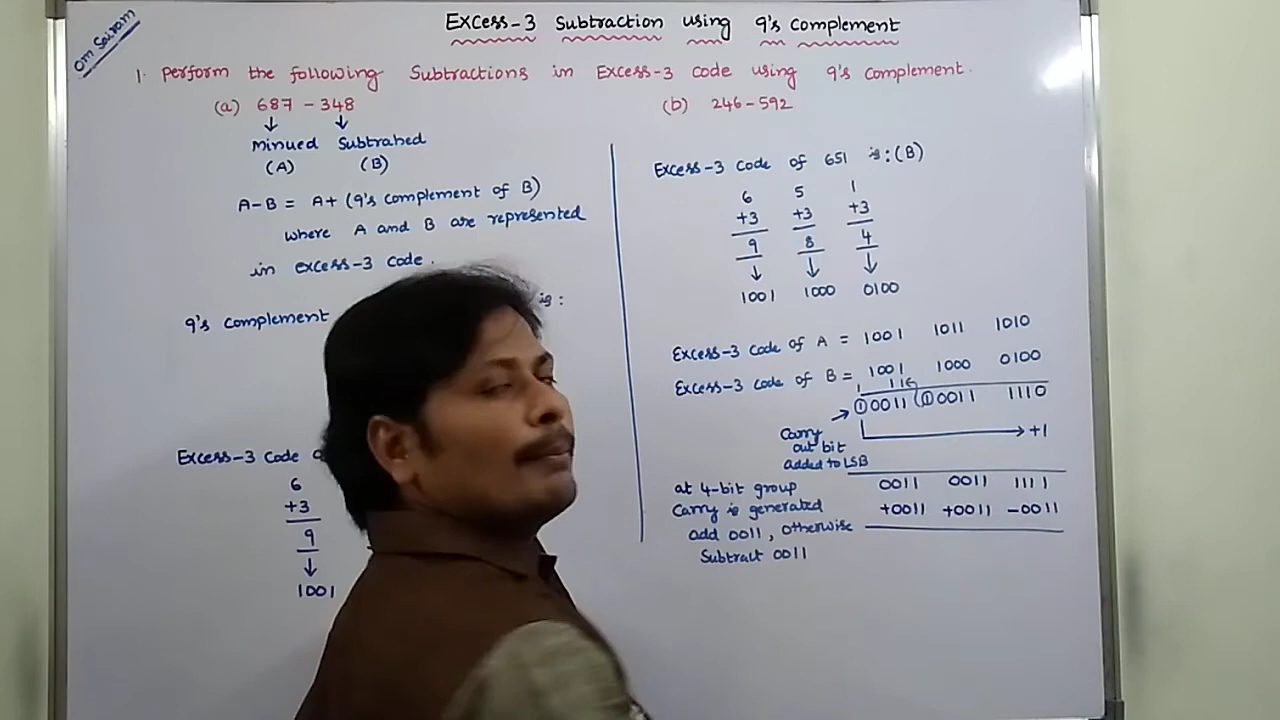 Om Sairam
Excess-3 Subtraction using 9's complement
1. Perform the following Subtractions in Excess-3 code using 9's complement.
(a) 687 - 348
(b) 246-592
↓ ↓
Minued Subtrahed
(A) (B)
A-B = A+ (9's complement of B)
where A and B are represented
in excess-3 code.
9's complement
is:
Excess-3 code
6
+3
9
↓
1001
Excess-3 code of 651 is:(B)
6 5 1
+3 +3 +3
9 8 4
↓ ↓ ↓
1001 1000 0100
Excess-3 code of A = 1001 1011 1010
Excess-3 code of B = 1001 1000 0100
①0011 ①0011 1110
Carry
out bit
added to LSB
→ +1
0011 0011 1111
at 4-bit group
Carry is generated +0011 +0011 -0011
add 0011, otherwise
Subtract 0011